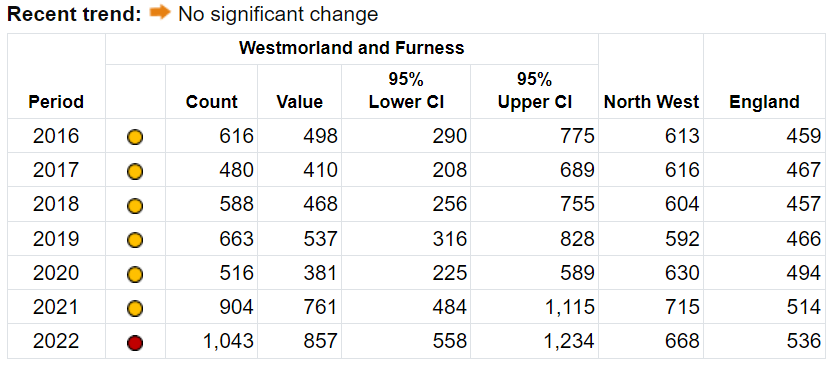 Recent trend: No significant change
Westmorland and Furness
Period Count Value 95% Lower CI 95% Upper CI North West England
2016 616 498 290 775 613 459
2017 480 410 208 689 616 467
2018 588 468 256 755 604 457
2019 663 537 316 828 592 466
2020 516 381 225 589 630 494
2021 904 761 484 1,115 715 514
2022 1,043 857 558 1,234 668 536